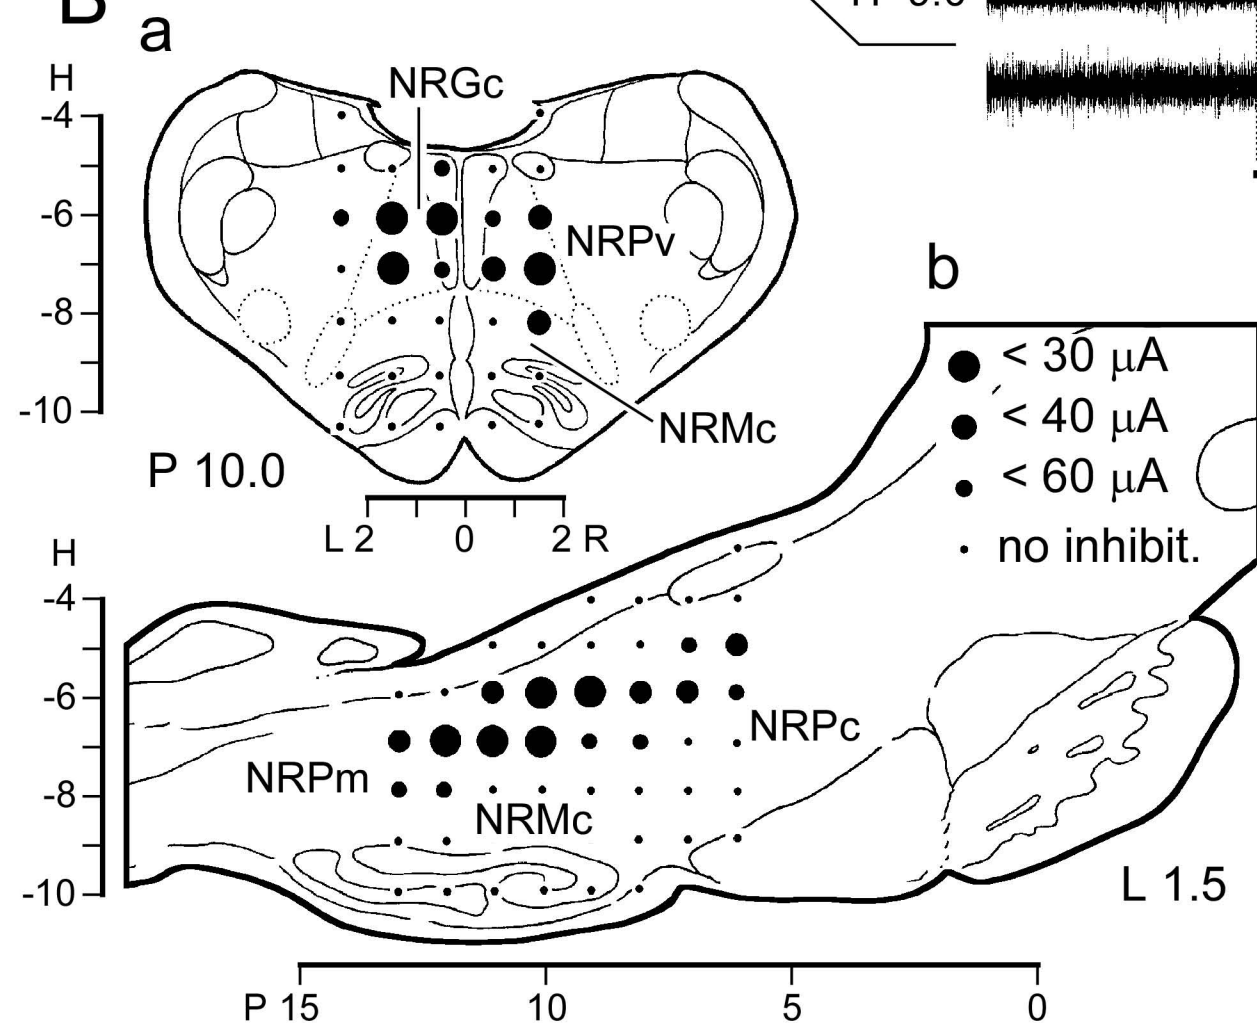 B
a
H
-4
-6
-8
-10
NRGc
NRPv
NRMc
P 10.0
L 2 0 2 R
b
< 30 μA
< 40 μA
< 60 μA
no inhibit.
H
-4
-6
-8
-10
NRPc
NRPm
NRMc
L 1.5
P 15 10 5 0